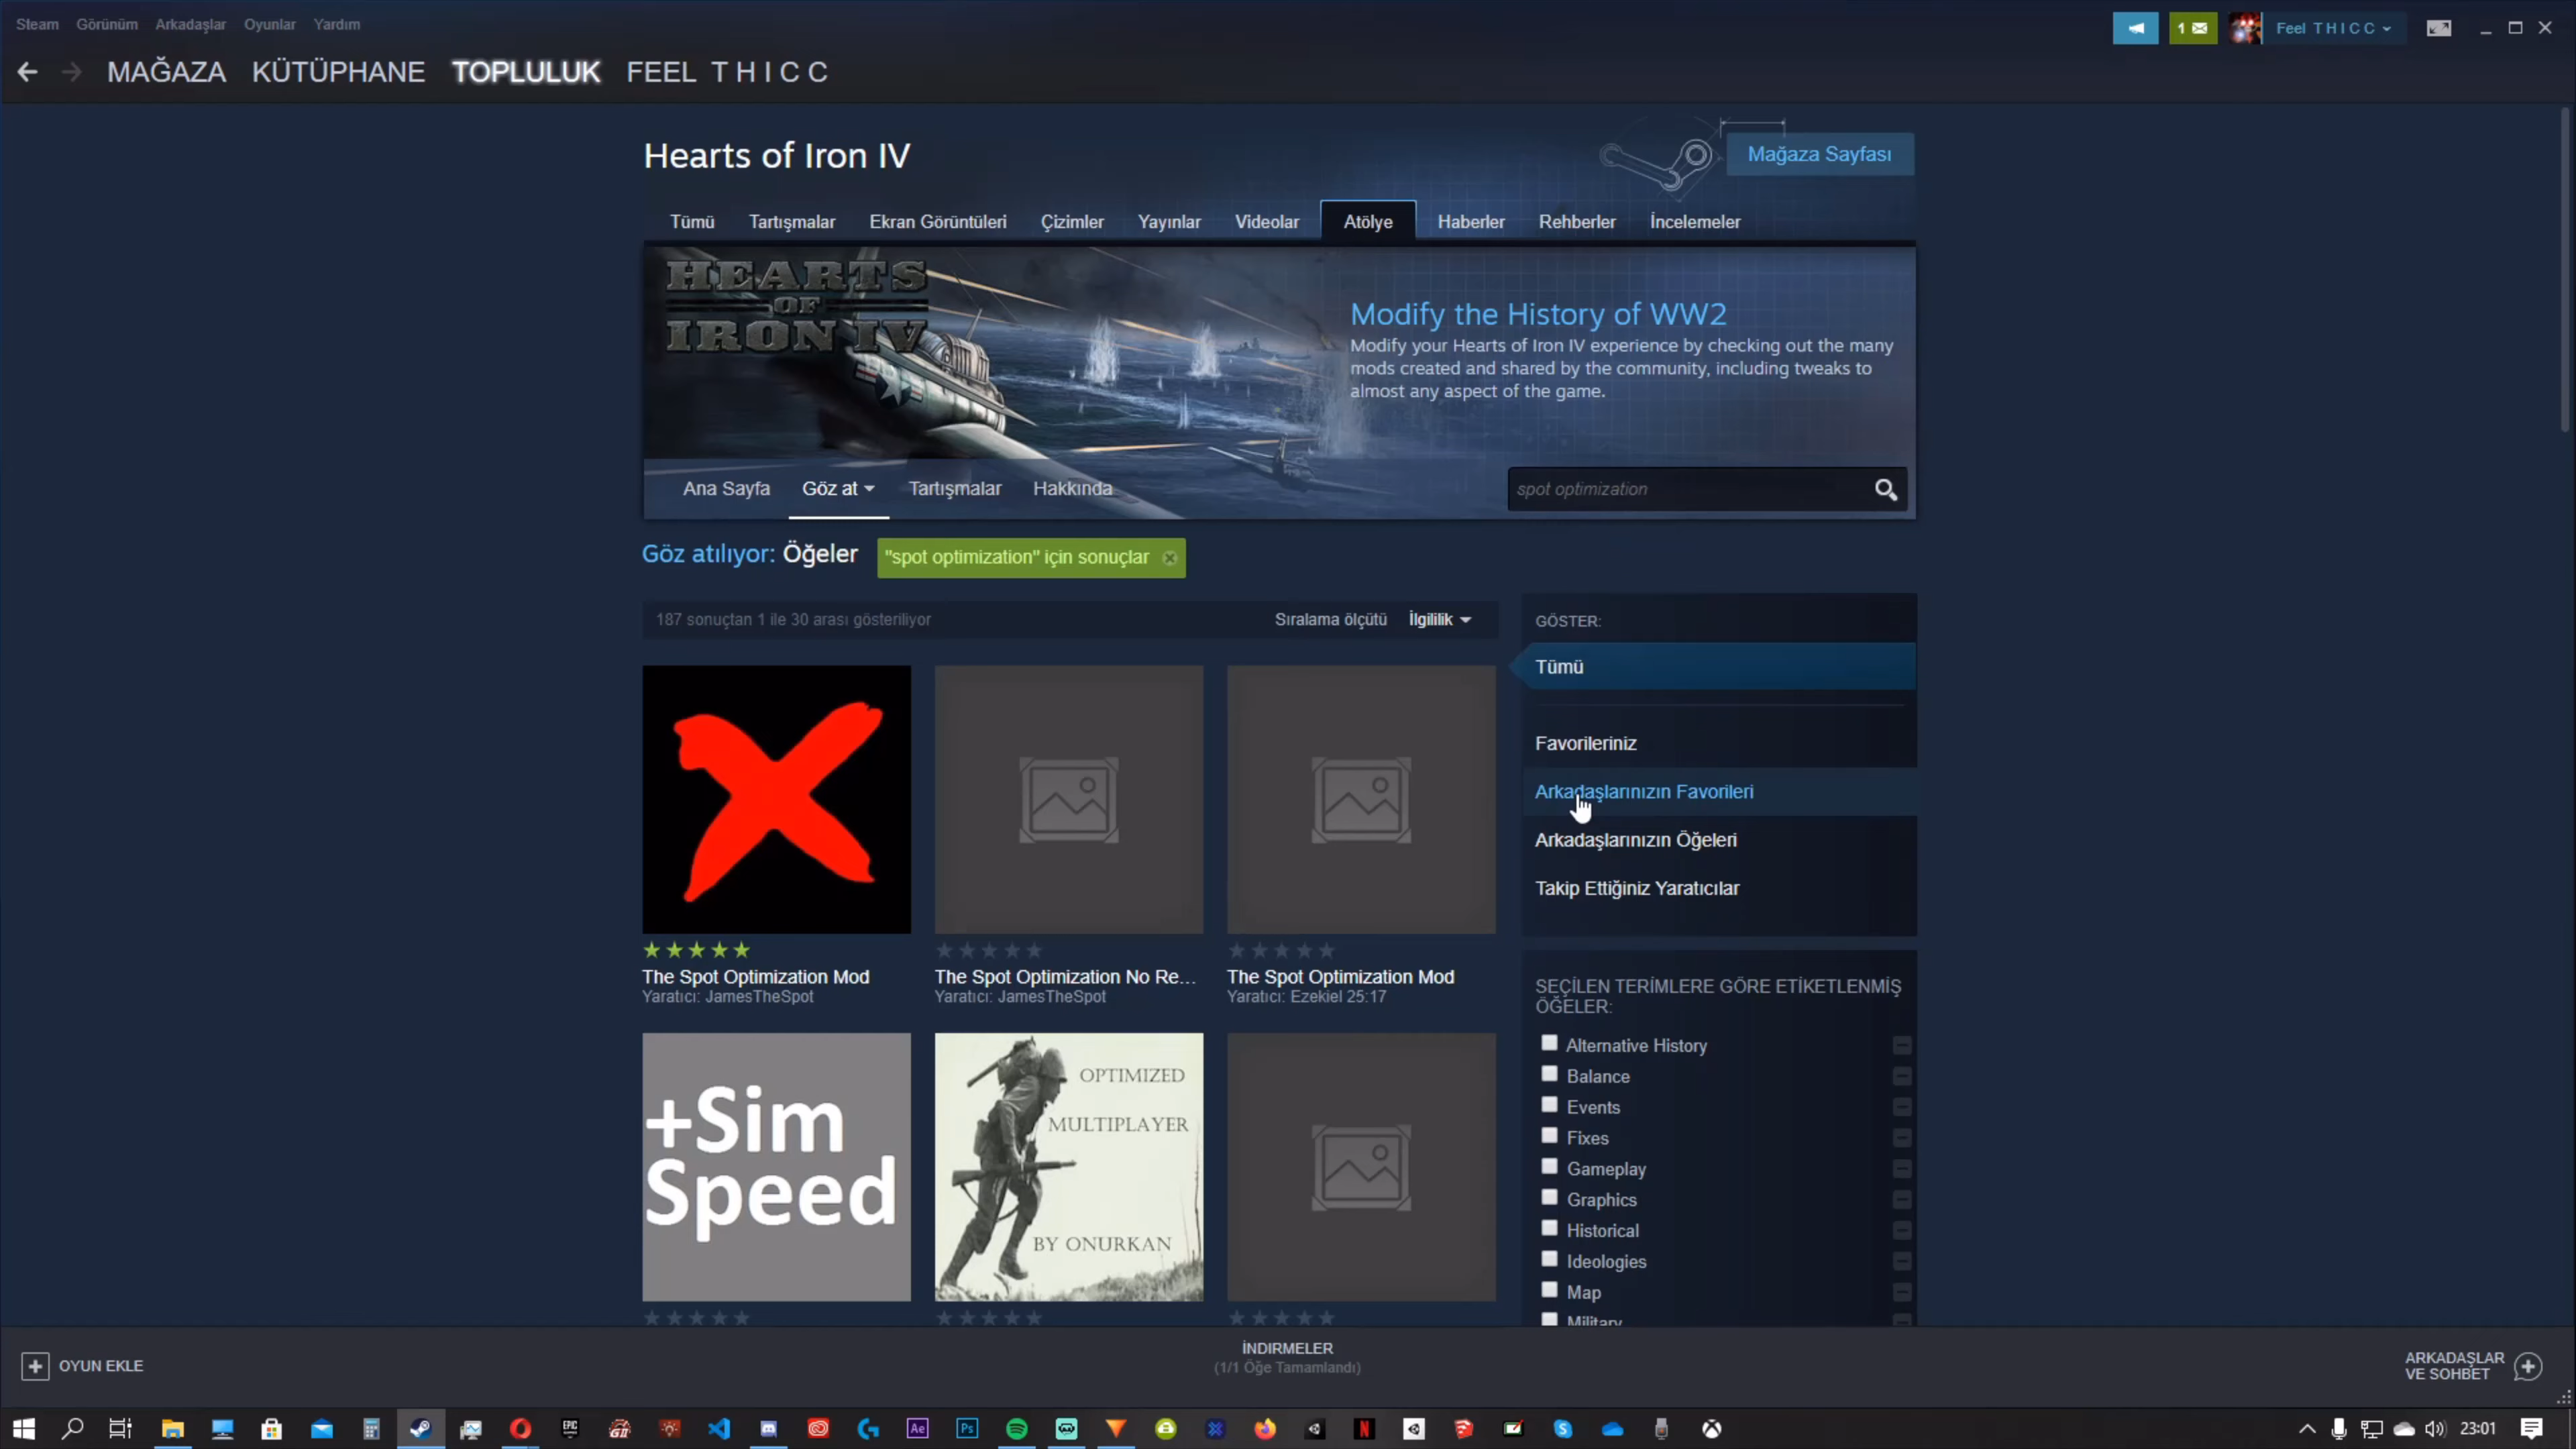 Steam Görünüm Arkadaşlar Oyunlar Yardım
1
Feel T H I C C
MAĞAZA KÜTÜPHANE TOPLULUK FEEL T H I C C
Hearts of Iron IV
Mağaza Sayfası
Tümü Tartışmalar Ekran Görüntüleri Çizimler Yayınlar Videolar Atölye Haberler Rehberler İncelemeler
HEARTS
OF
IRON IV
Modify the History of WW2
Modify your Hearts of Iron IV experience by checking out the many
mods created and shared by the community, including tweaks to
almost any aspect of the game.
Ana Sayfa Göz at Tartışmalar Hakkında
spot optimization
Göz atılıyor: Öğeler
"spot optimization" için sonuçlar
187 sonuçtan 1 ile 30 arası gösteriliyor
Sıralama ölçütü İlgililik
The Spot Optimization Mod
Yaratıcı: JamesTheSpot
The Spot Optimization No Re...
Yaratıcı: JamesTheSpot
The Spot Optimization Mod
Yaratıcı: Ezekiel 25:17
+Sim
Speed
OPTIMIZED
MULTIPLAYER
BY ONURKAN
GÖSTER:
Tümü
Favorileriniz
Arkadaşlarınızın Favorileri
Arkadaşlarınızın Öğeleri
Takip Ettiğiniz Yaratıcılar
SEÇİLEN TERİMLERE GÖRE ETİKETLENMİŞ
ÖĞELER:
Alternative History
Balance
Events
Fixes
Gameplay
Graphics
Historical
Ideologies
Map
Military
OYUN EKLE
İNDİRMELER
(1/1 Öğe Tamamlandı)
ARKADAŞLAR
VE SOHBET
EPIC
GAMES
Ae
Ps
N
23:01